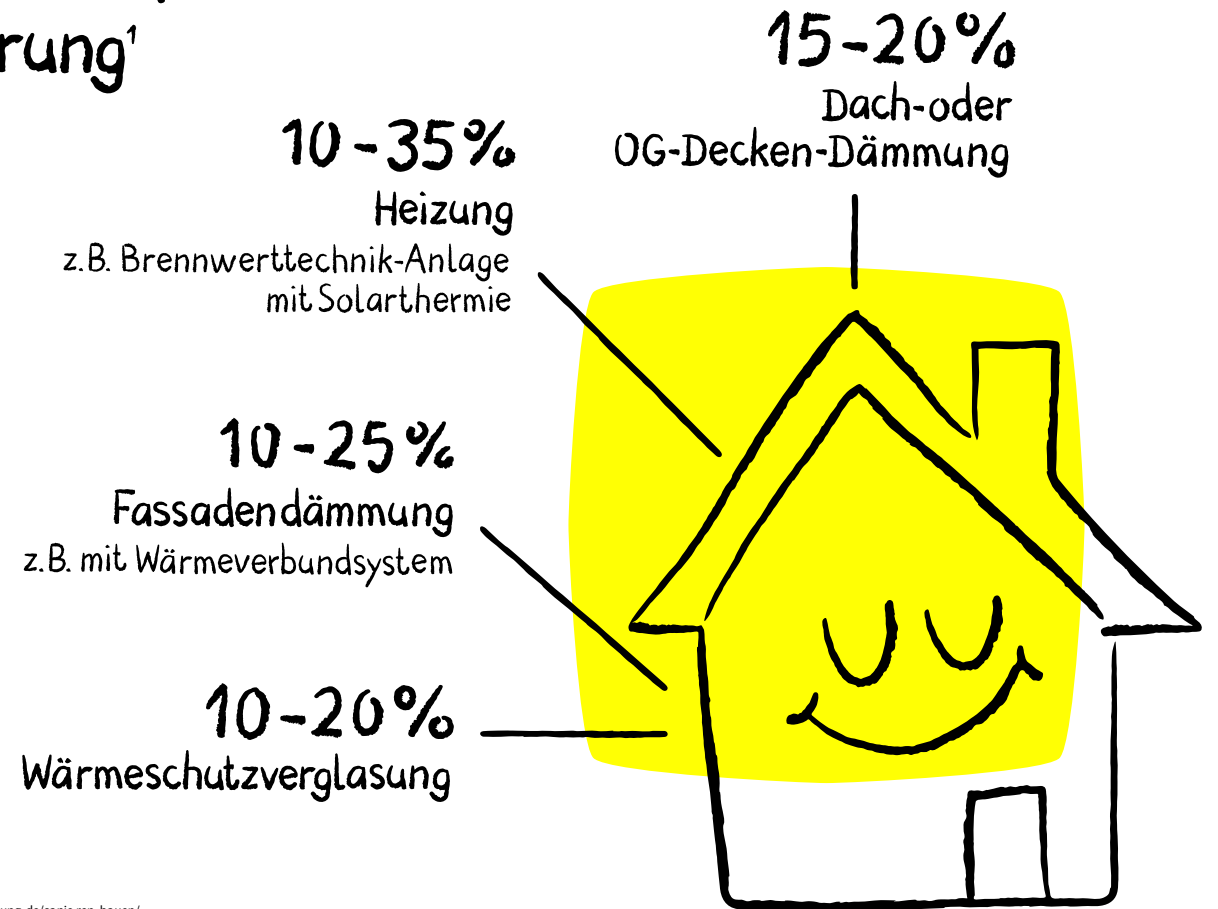 rung¹
15-20%
Dach-oder
OG-Decken-Dämmung
10-35%
Heizung
z.B. Brennwerttechnik-Anlage
mit Solarthermie
10-25%
Fassadendämmung
z.B. mit Wärmeverbundsystem
10-20%
Wärmeschutzverglasung